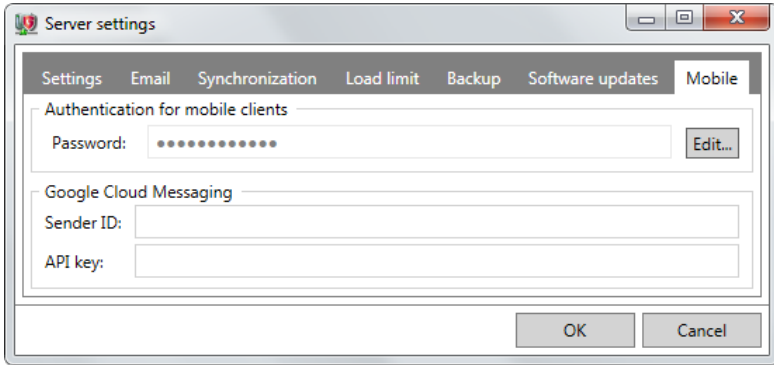 Server settings
Settings Email Synchronization Load limit Backup Software updates Mobile
Authentication for mobile clients
Password: ●●●●●●●●●●●● Edit...
Google Cloud Messaging
Sender ID:
API key:
OK Cancel